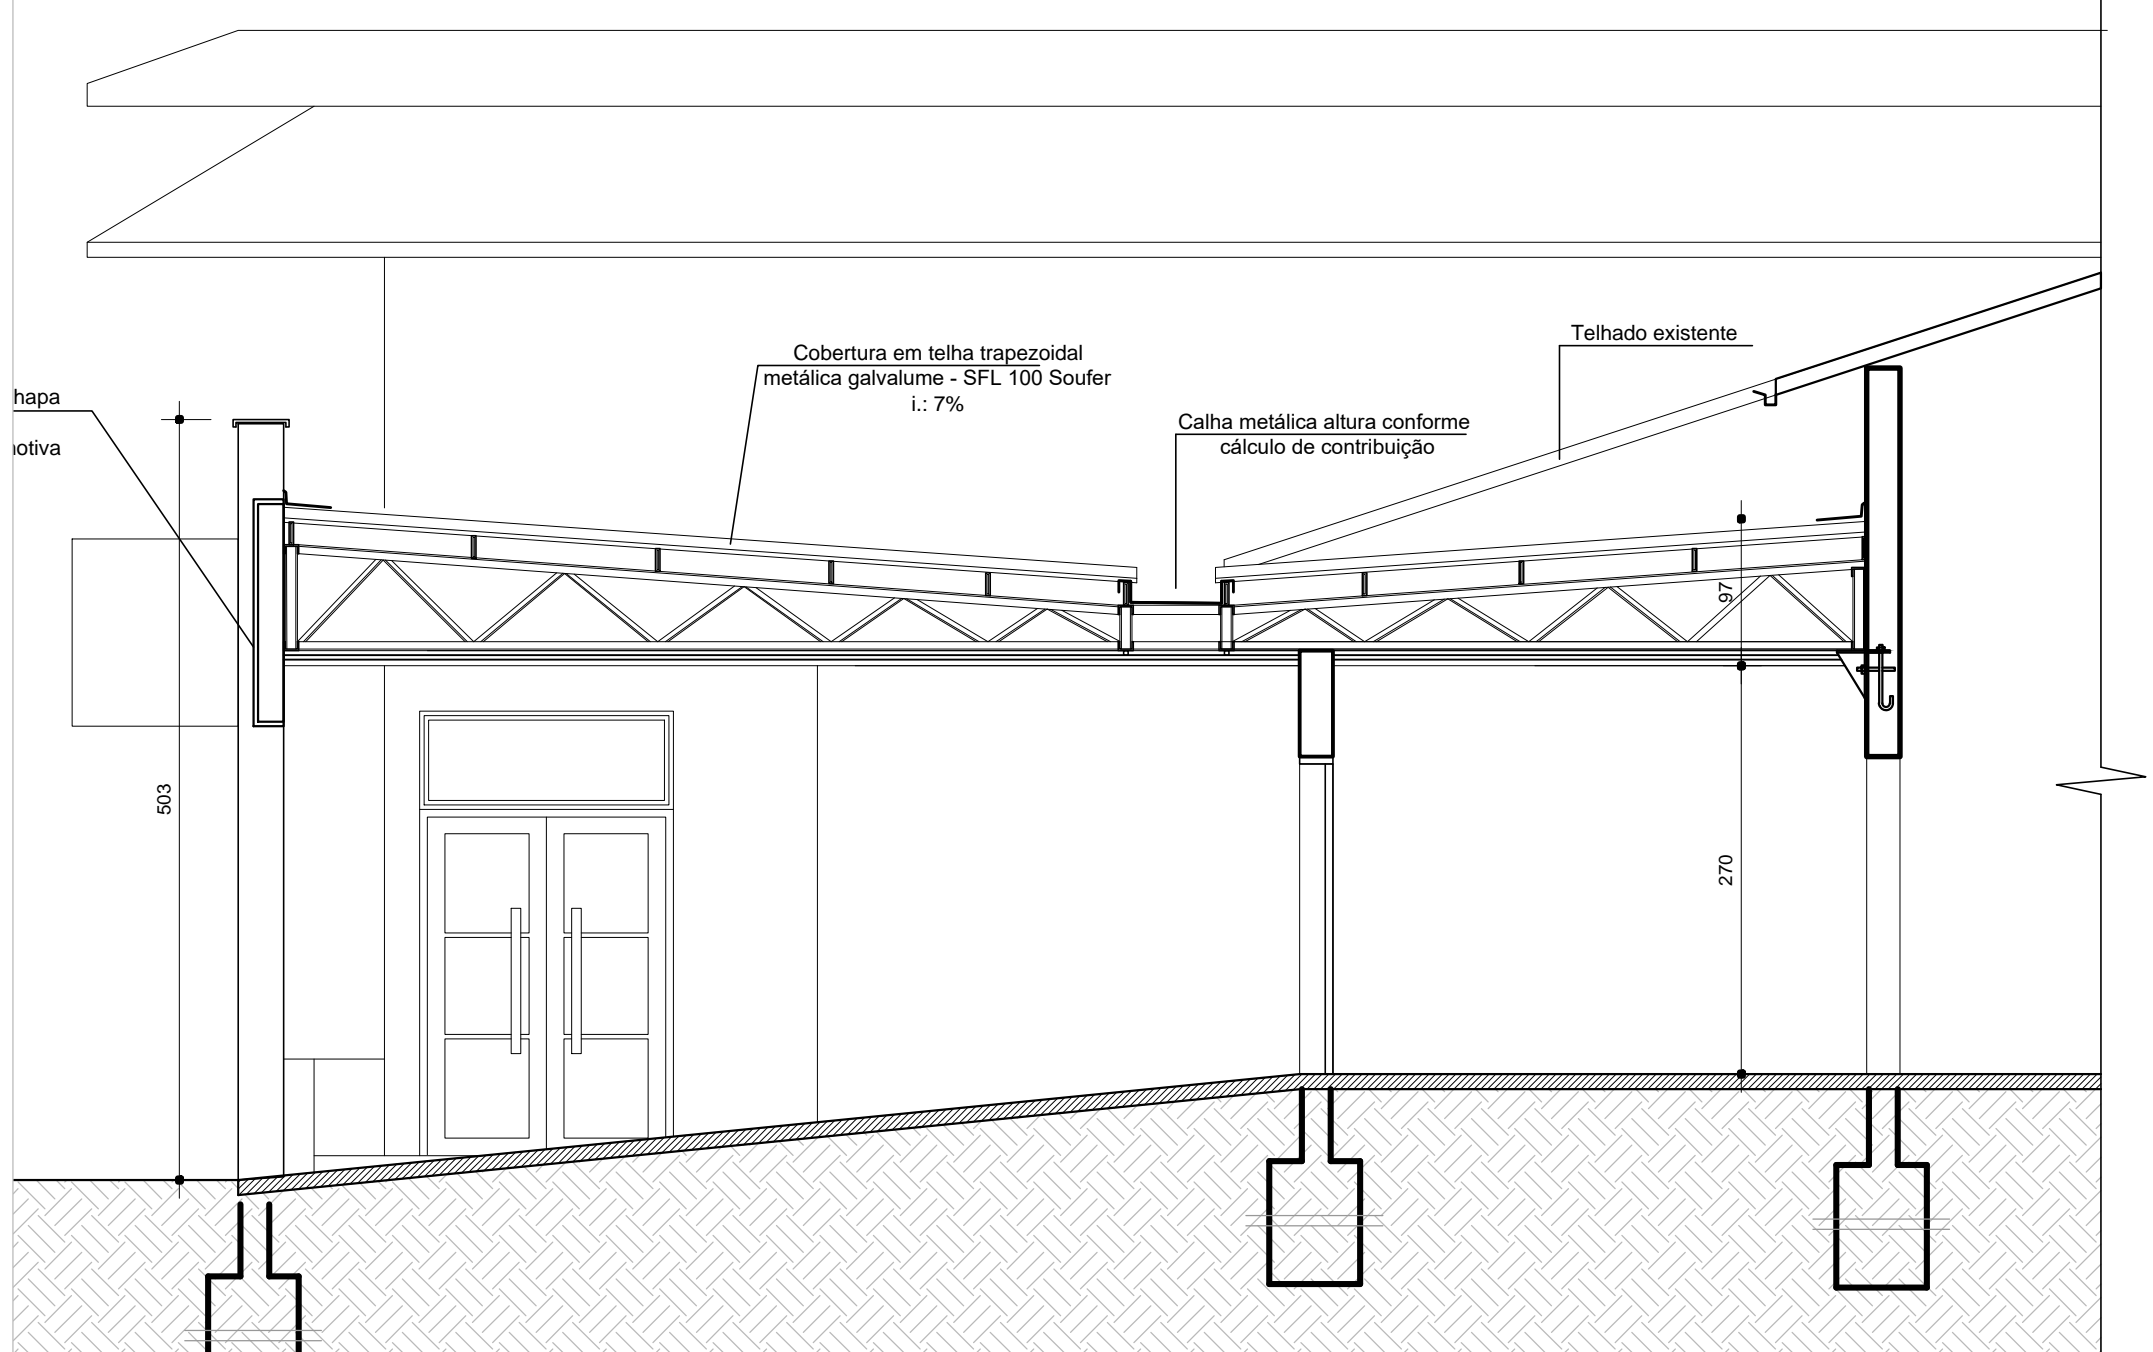 Telhado existente
Cobertura em telha trapezoidal
metálica galvalume - SFL 100 Soufer
i.: 7%
hapa
Calha metálica altura conforme
cálculo de contribuição
otiva
97
503
270